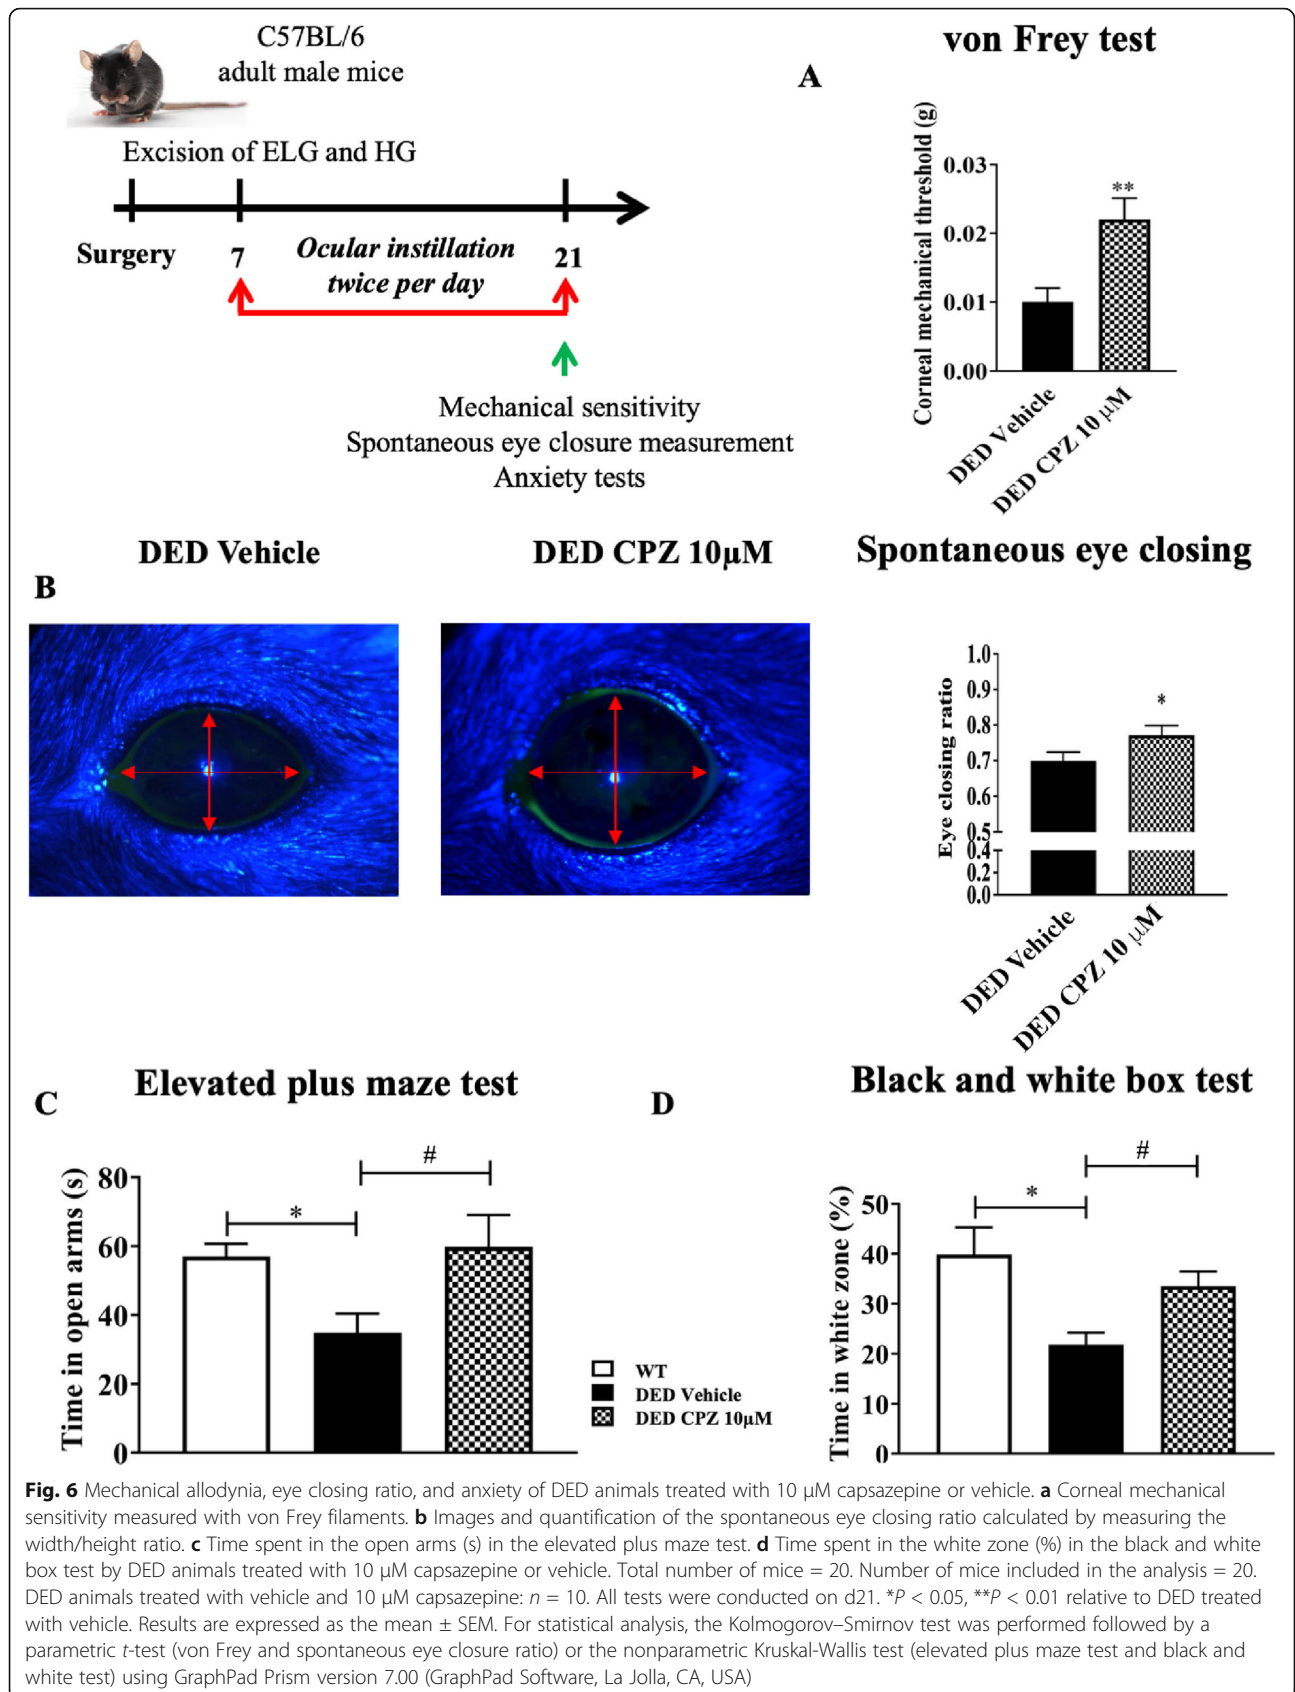 C57BL/6
adult male mice
Excision of ELG and HG
Surgery
7
Ocular instillation
twice per day
21
Mechanical sensitivity
Spontaneous eye closure measurement
Anxiety tests
A
von Frey test
Corneal mechanical threshold (g)
0.03
0.02
0.01
0.00
**
DED Vehicle
DED CPZ 10 μM
B
DED Vehicle
DED CPZ 10μM
Spontaneous eye closing
Eye closing ratio
1.0
0.9
0.8
0.7
0.6
0.5
0.4
0.2
0.0
*
DED Vehicle
DED CPZ 10 μM
C
Elevated plus maze test
Time in open arms (s)
80
60
40
20
0
*
#
WT
DED Vehicle
DED CPZ 10μM
D
Black and white box test
Time in white zone (%)
50
40
30
20
10
0
*
#
Fig. 6 Mechanical allodynia, eye closing ratio, and anxiety of DED animals treated with 10 μM capsazepine or vehicle. a Corneal mechanical
sensitivity measured with von Frey filaments. b Images and quantification of the spontaneous eye closing ratio calculated by measuring the
width/height ratio. c Time spent in the open arms (s) in the elevated plus maze test. d Time spent in the white zone (%) in the black and white
box test by DED animals treated with 10 μM capsazepine or vehicle. Total number of mice = 20. Number of mice included in the analysis = 20.
DED animals treated with vehicle and 10 μM capsazepine: n = 10. All tests were conducted on d21. *P < 0.05, **P < 0.01 relative to DED treated
with vehicle. Results are expressed as the mean ± SEM. For statistical analysis, the Kolmogorov–Smirnov test was performed followed by a
parametric t-test (von Frey and spontaneous eye closure ratio) or the nonparametric Kruskal-Wallis test (elevated plus maze test and black and
white test) using GraphPad Prism version 7.00 (GraphPad Software, La Jolla, CA, USA)